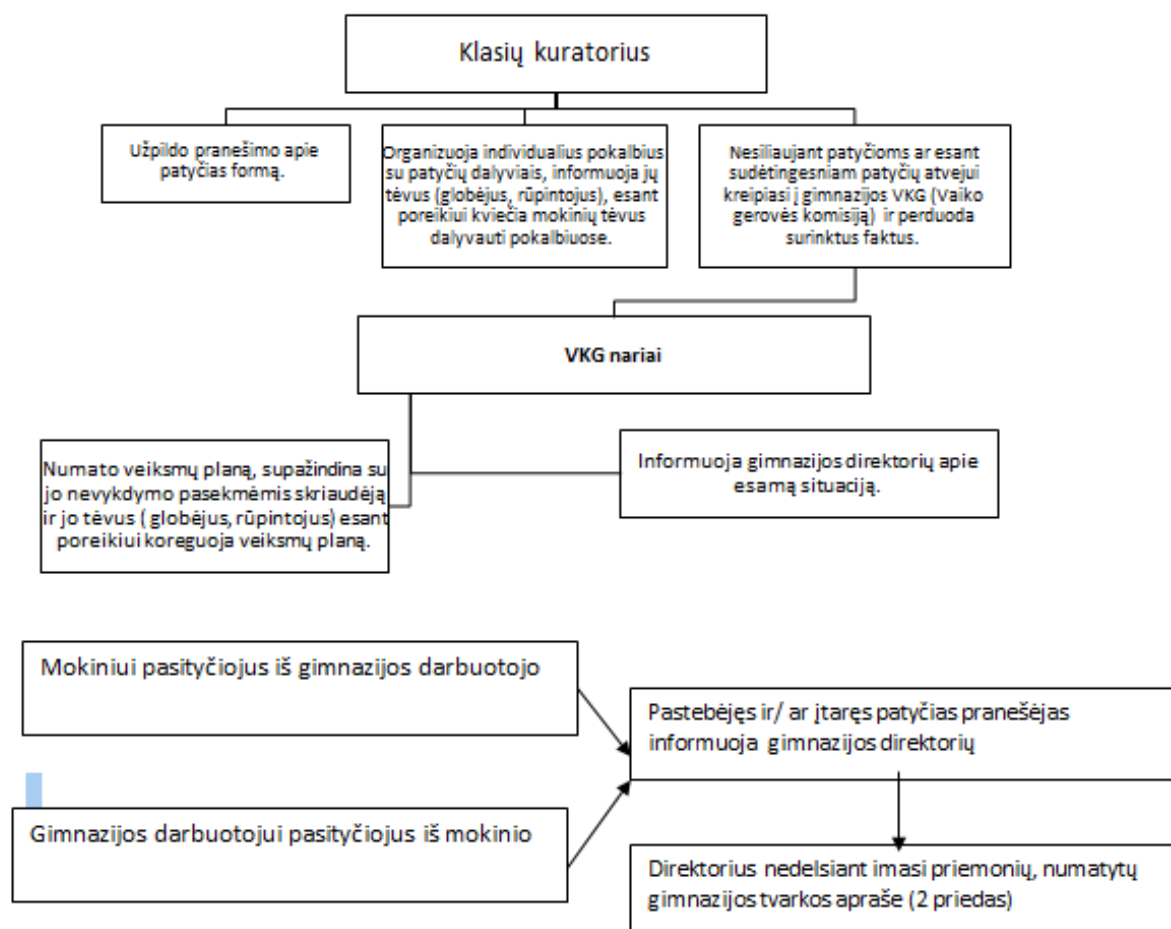 Klasių kuratorius
Užpildo pranešimo apie
patyčias formą.
Organizuoja individualius pokalbius
su patyčių dalyviais, informuoja jų
tėvus (globėjus, rūpintojus), esant
poreikiui kviečia mokinių tėvus
dalyvauti pokalbiuose.
Nesiliaujant patyčioms ar esant
sudėtingesniam patyčių atvejui
kreipiasi į gimnazijos VKG (Vaiko
gerovės komisiją) ir perduoda
surinktus faktus.
VKG nariai
Numato veiksmų planą, supažindina su
jo nevykdymo pasekmėmis skriaudėją
ir jo tėvus ( globėjus, rūpintojus) esant
poreikiui koreguoja veiksmų planą.
Informuoja gimnazijos direktorių apie
esamą situaciją.
Mokiniui pasityčiojus iš gimnazijos darbuotojo
Gimnazijos darbuotojui pasityčiojus iš mokinio
Pastebėjęs ir/ ar įtaręs patyčias pranešėjas
informuoja gimnazijos direktorių
Direktorius nedelsiant imasi priemonių, numatytų
gimnazijos tvarkos apraše (2 priedas)